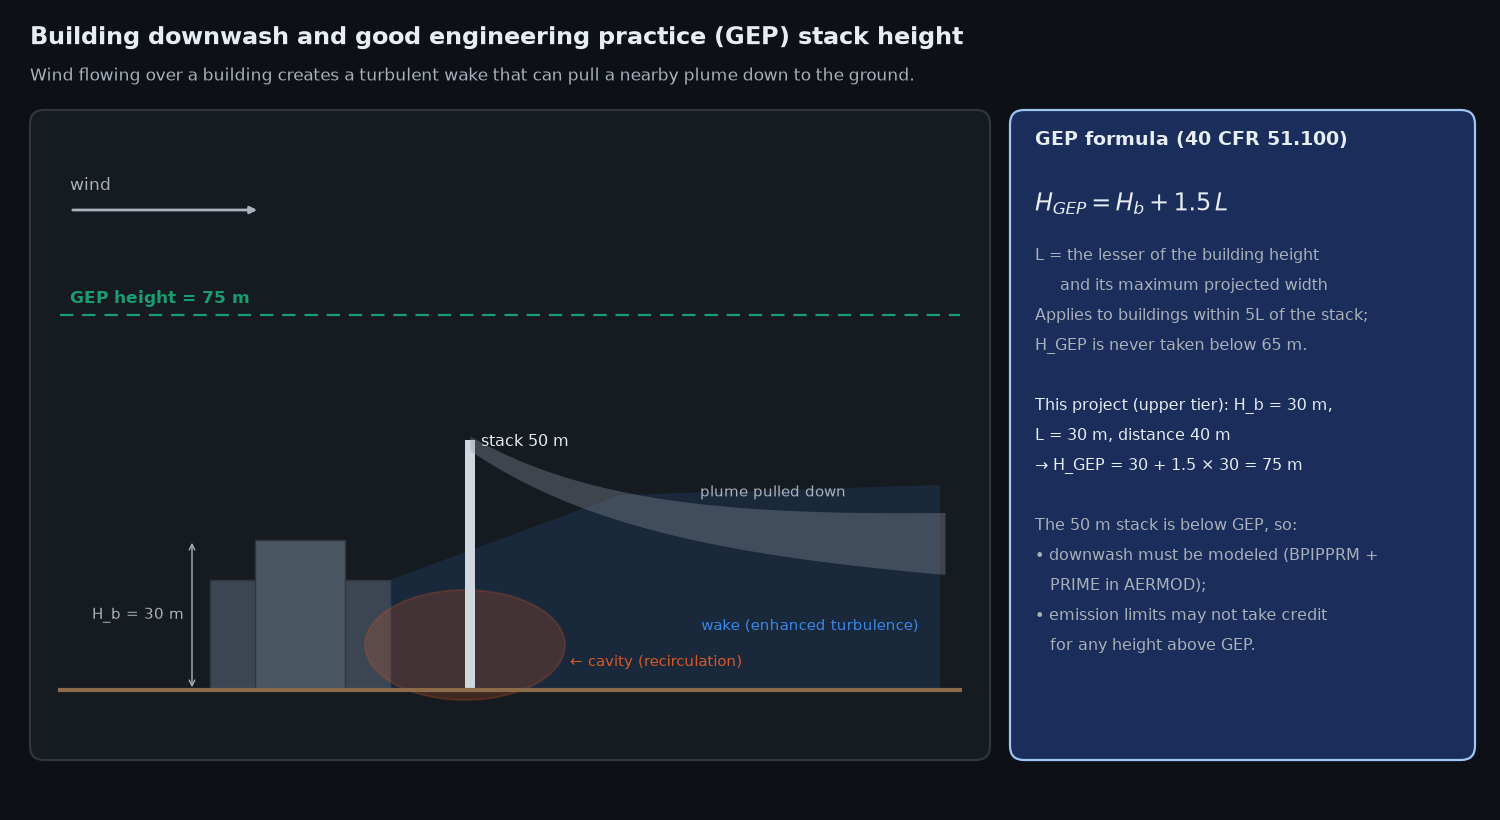 Building downwash and good engineering practice (GEP) stack height
Wind flowing over a building creates a turbulent wake that can pull a nearby plume down to the ground.
wind
GEP height = 75 m
stack 50 m
plume pulled down
H_b = 30 m
wake (enhanced turbulence)
← cavity (recirculation)
GEP formula (40 CFR 51.100)
H_{GEP} = H_b + 1.5 L
L = the lesser of the building height
and its maximum projected width
Applies to buildings within 5L of the stack;
H_GEP is never taken below 65 m.
This project (upper tier): H_b = 30 m,
L = 30 m, distance 40 m
→ H_GEP = 30 + 1.5 × 30 = 75 m
The 50 m stack is below GEP, so:
• downwash must be modeled (BPIPPRM +
PRIME in AERMOD);
• emission limits may not take credit
for any height above GEP.